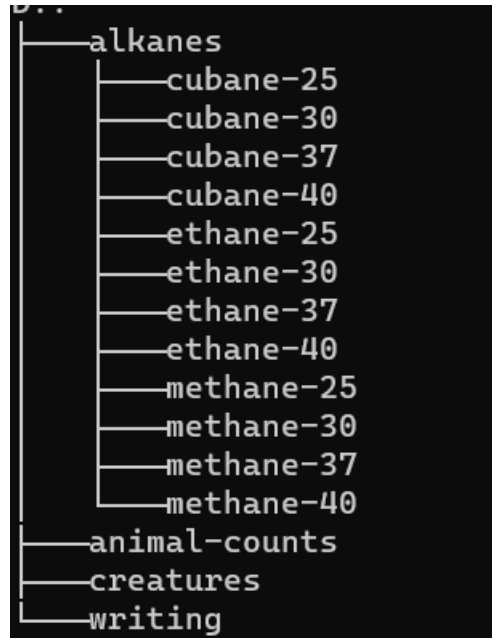 alkanes
cubane-25
cubane-30
cubane-37
cubane-40
ethane-25
ethane-30
ethane-37
ethane-40
methane-25
methane-30
methane-37
methane-40
animal-counts
creatures
writing